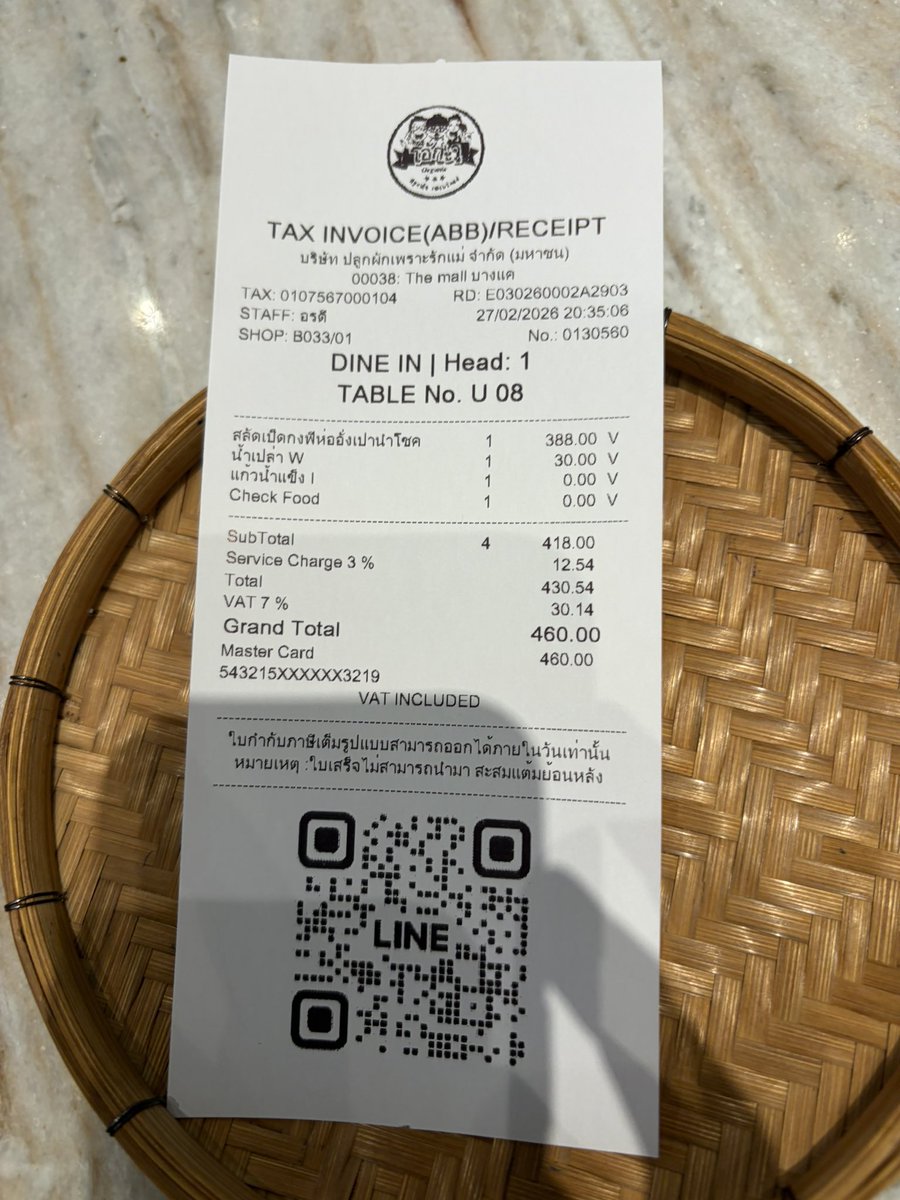 โอ้กะจู๋
Organic
TAX INVOICE(ABB)/RECEIPT
บริษัท ปลูกผักเพราะรักแม่ จำกัด (มหาชน)
00038: The mall บางแค
TAX: 0107567000104 RD: E030260002A2903
STAFF: อรดี 27/02/2026 20:35:06
SHOP: B033/01 No.: 0130560
DINE IN | Head: 1
TABLE No. U 08
สลัดเป็ดกงฟีห่ออั่งเปานำโชค 1 388.00 V
น้ำเปล่า W 1 30.00 V
แก้วน้ำแข็ง I 1 0.00 V
Check Food 1 0.00 V
SubTotal 4 418.00
Service Charge 3 % 12.54
Total 430.54
VAT 7 % 30.14
Grand Total 460.00
Master Card 460.00
543215XXXXXX3219
VAT INCLUDED
ใบกำกับภาษีเต็มรูปแบบสามารถออกได้ภายในวันเท่านั้น
หมายเหตุ :ใบเสร็จไม่สามารถนำมา สะสมแต้มย้อนหลัง
LINE